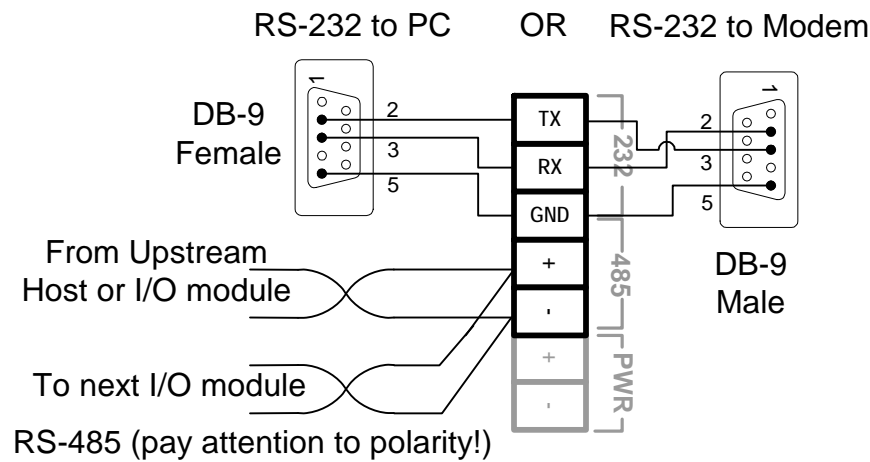 RS-232 to PC OR RS-232 to Modem
1
1
DB-9
Female
2
3
5
TX
RX
GND
+
-
+
-
232
485
PWR
2
3
5
DB-9
Male
From Upstream
Host or I/O module
To next I/O module
RS-485 (pay attention to polarity!)